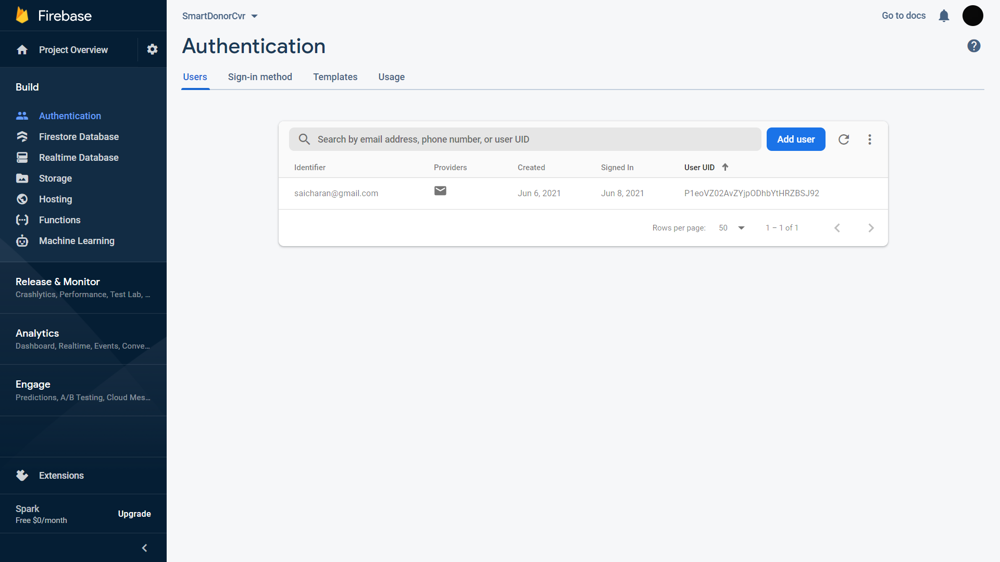 Firebase
Project Overview
Build
Authentication
Firestore Database
Realtime Database
Storage
Hosting
Functions
Machine Learning
Release & Monitor
Crashlytics, Performance, Test Lab, ...
Analytics
Dashboard, Realtime, Events, Conve...
Engage
Predictions, A/B Testing, Cloud Mes...
Extensions
Spark
Free $0/month
Upgrade
SmartDonorCvr
Go to docs
Authentication
Users Sign-in method Templates Usage
Search by email address, phone number, or user UID
Add user
Identifier Providers Created Signed In User UID
saicharan@gmail.com Jun 6, 2021 Jun 8, 2021 P1eoVZ02AvZYjpODhbYtHRZBSJ92
Rows per page: 50 1 – 1 of 1